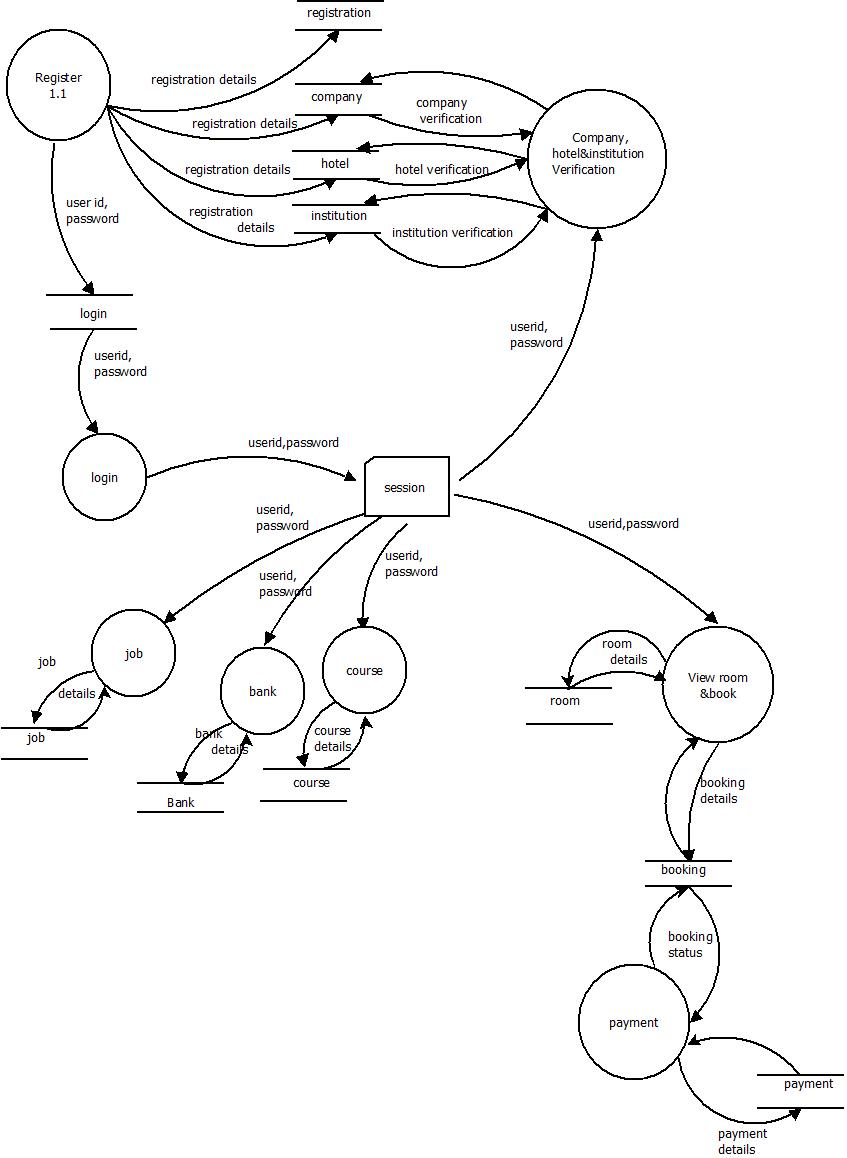 registration
Register
1.1
registration details
company
company
verification
registration details
Company,
hotel&institution
Verification
hotel
registration details
hotel verification
user id,
password
registration
details
institution
institution verification
login
userid,
password
userid,
password
userid,password
login
session
userid,
password
userid,password
userid,
password
userid,
password
job
details
job
job
bank
course
room
details
View room
&book
room
bank
details
course
details
Bank
course
booking
details
booking
booking
status
payment
payment
payment
details